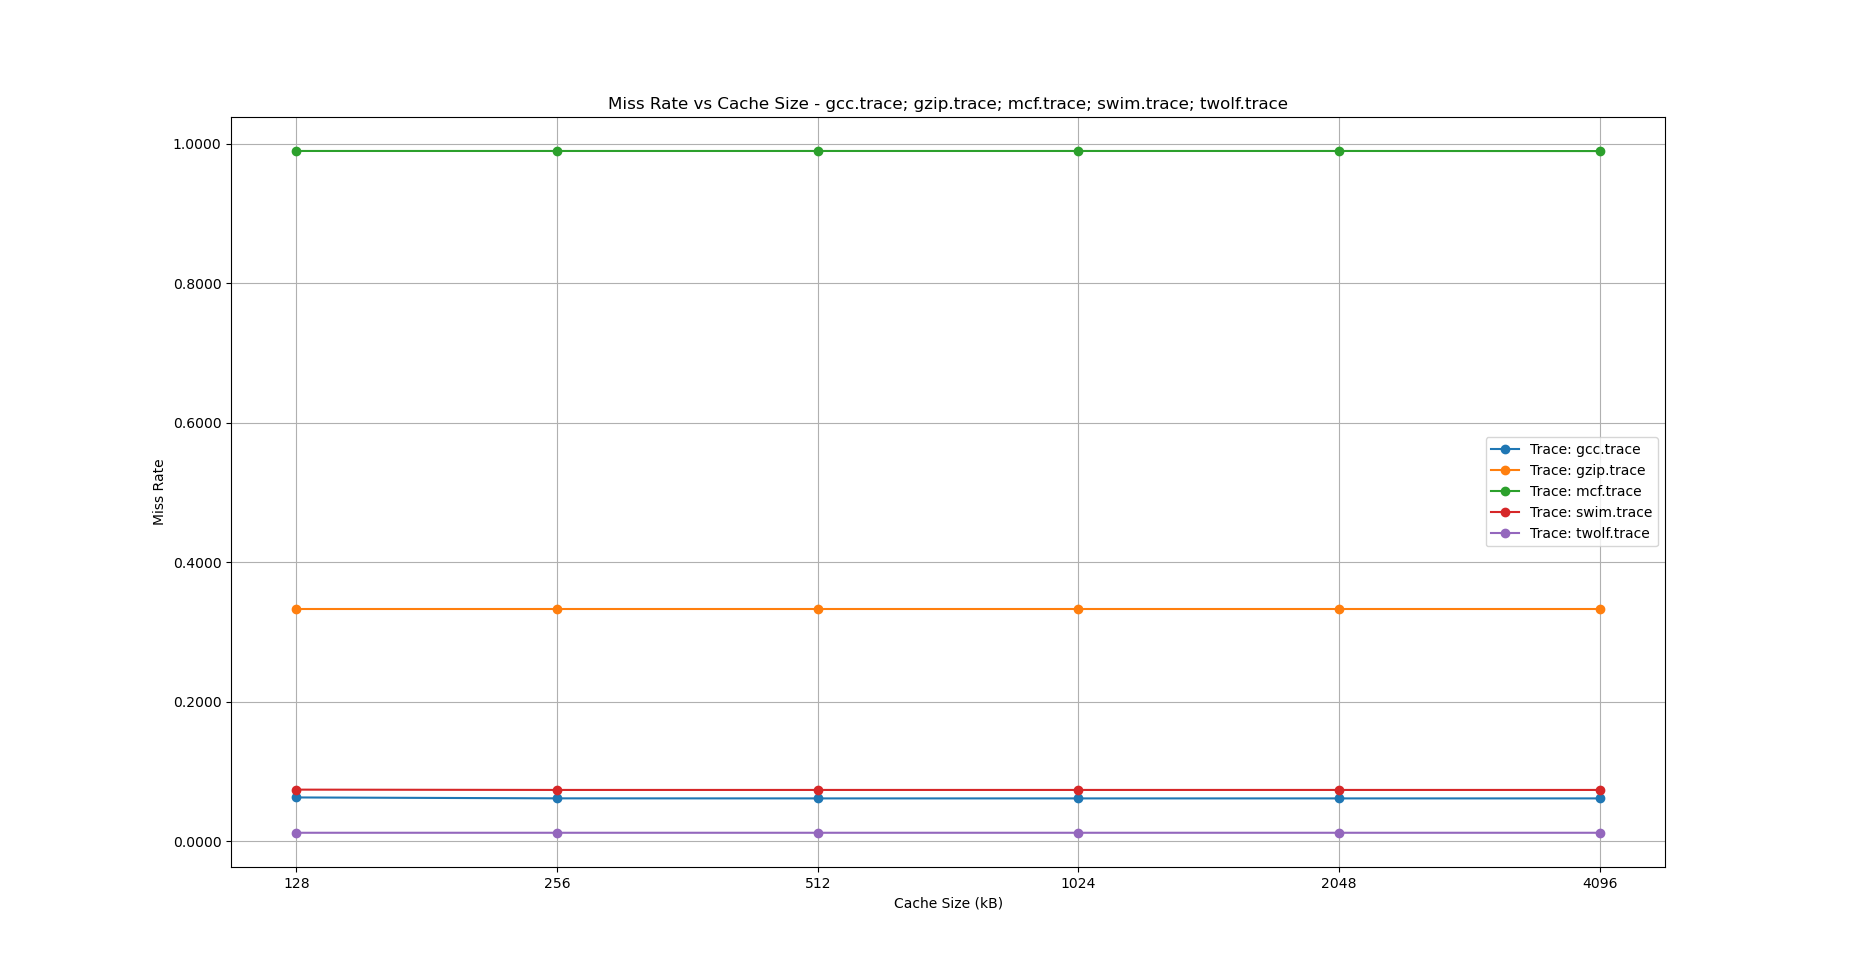 Miss Rate vs Cache Size - gcc.trace; gzip.trace; mcf.trace; swim.trace; twolf.trace
1.0000
0.8000
0.6000
0.4000
0.2000
0.0000
Miss Rate
Trace: gcc.trace
Trace: gzip.trace
Trace: mcf.trace
Trace: swim.trace
Trace: twolf.trace
128 256 512 1024 2048 4096
Cache Size (kB)